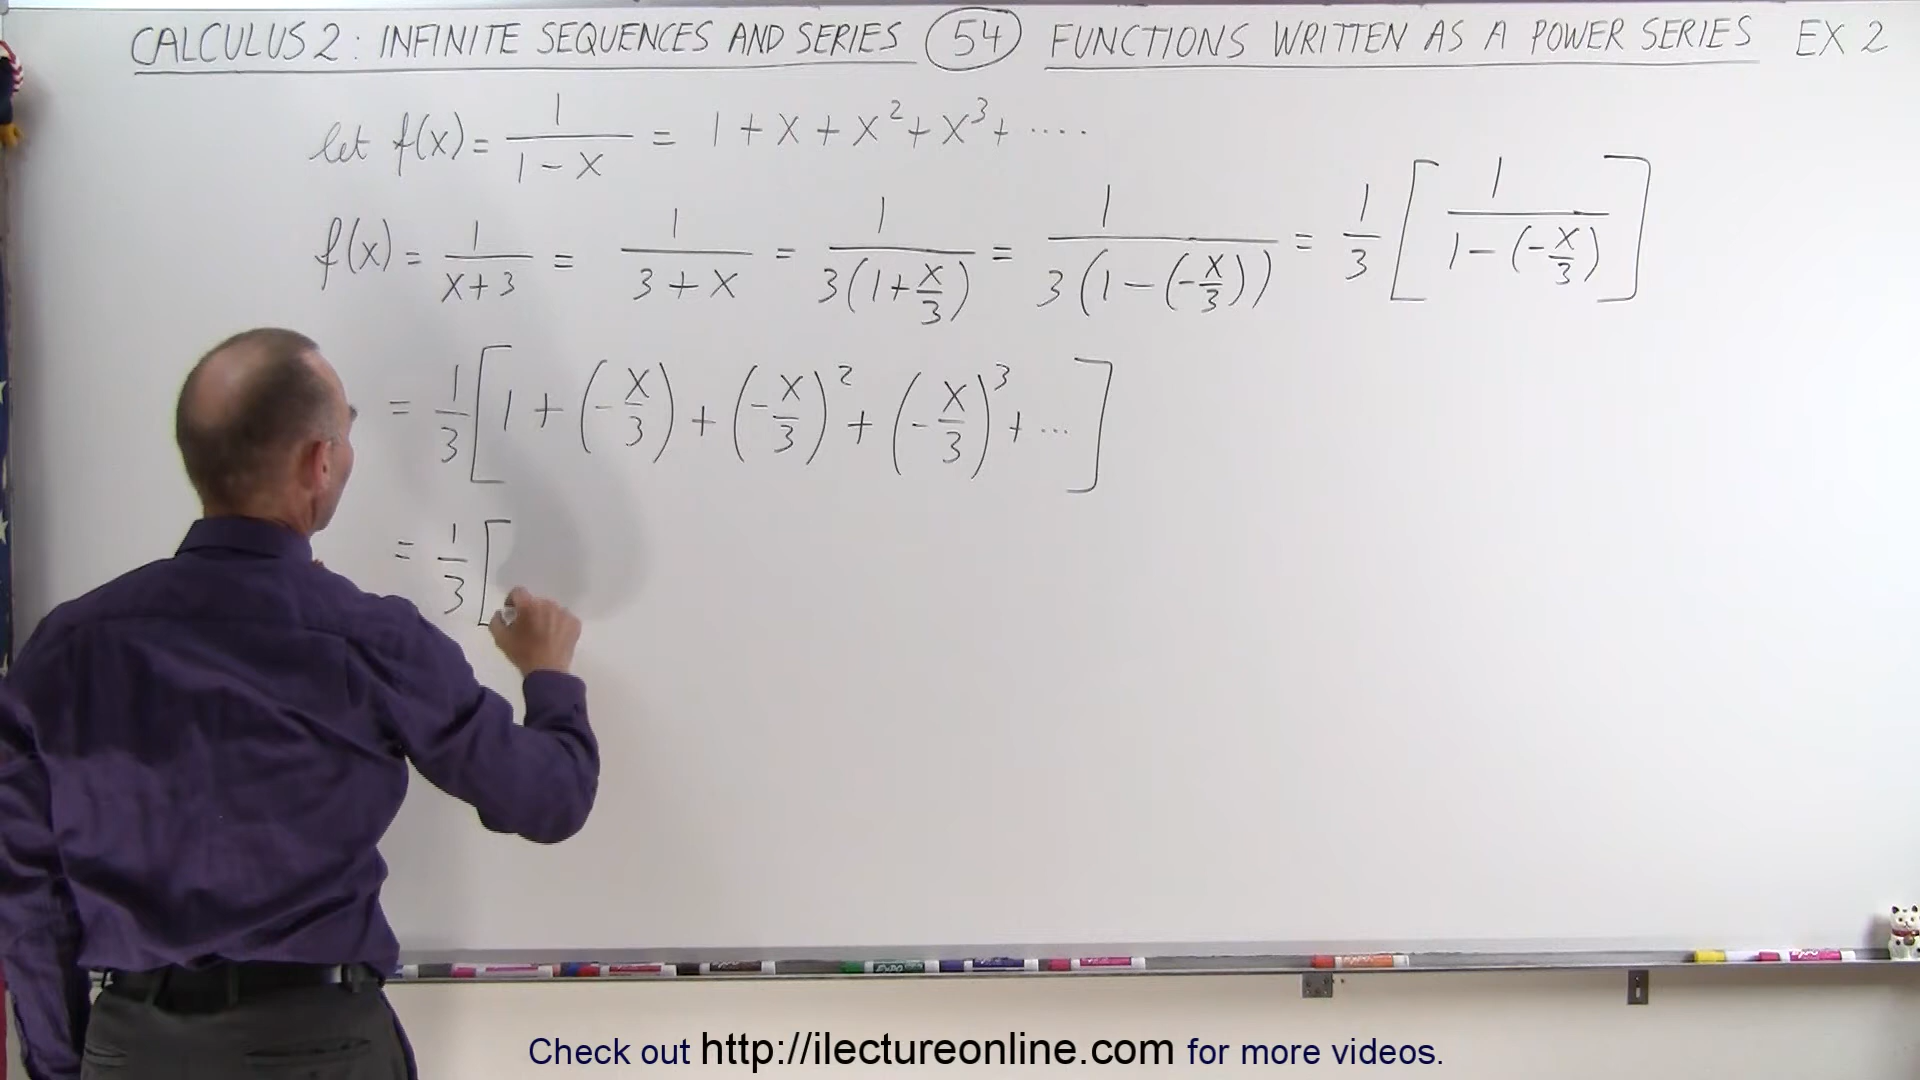 CALCULUS 2: INFINITE SEQUENCES AND SERIES (54) FUNCTIONS WRITTEN AS A POWER SERIES EX 2
let f(x) = 1/(1-x) = 1 + x + x² + x³ + ....
f(x) = 1/(x+3) = 1/(3+x) = 1/(3(1+x/3)) = 1/(3(1-(-x/3))) = 1/3 [1/(1-(-x/3))]
= 1/3 [1 + (-x/3) + (-x/3)² + (-x/3)³ + ...]
= 1/3 [
EXPO
Check out http://ilectureonline.com for more videos.